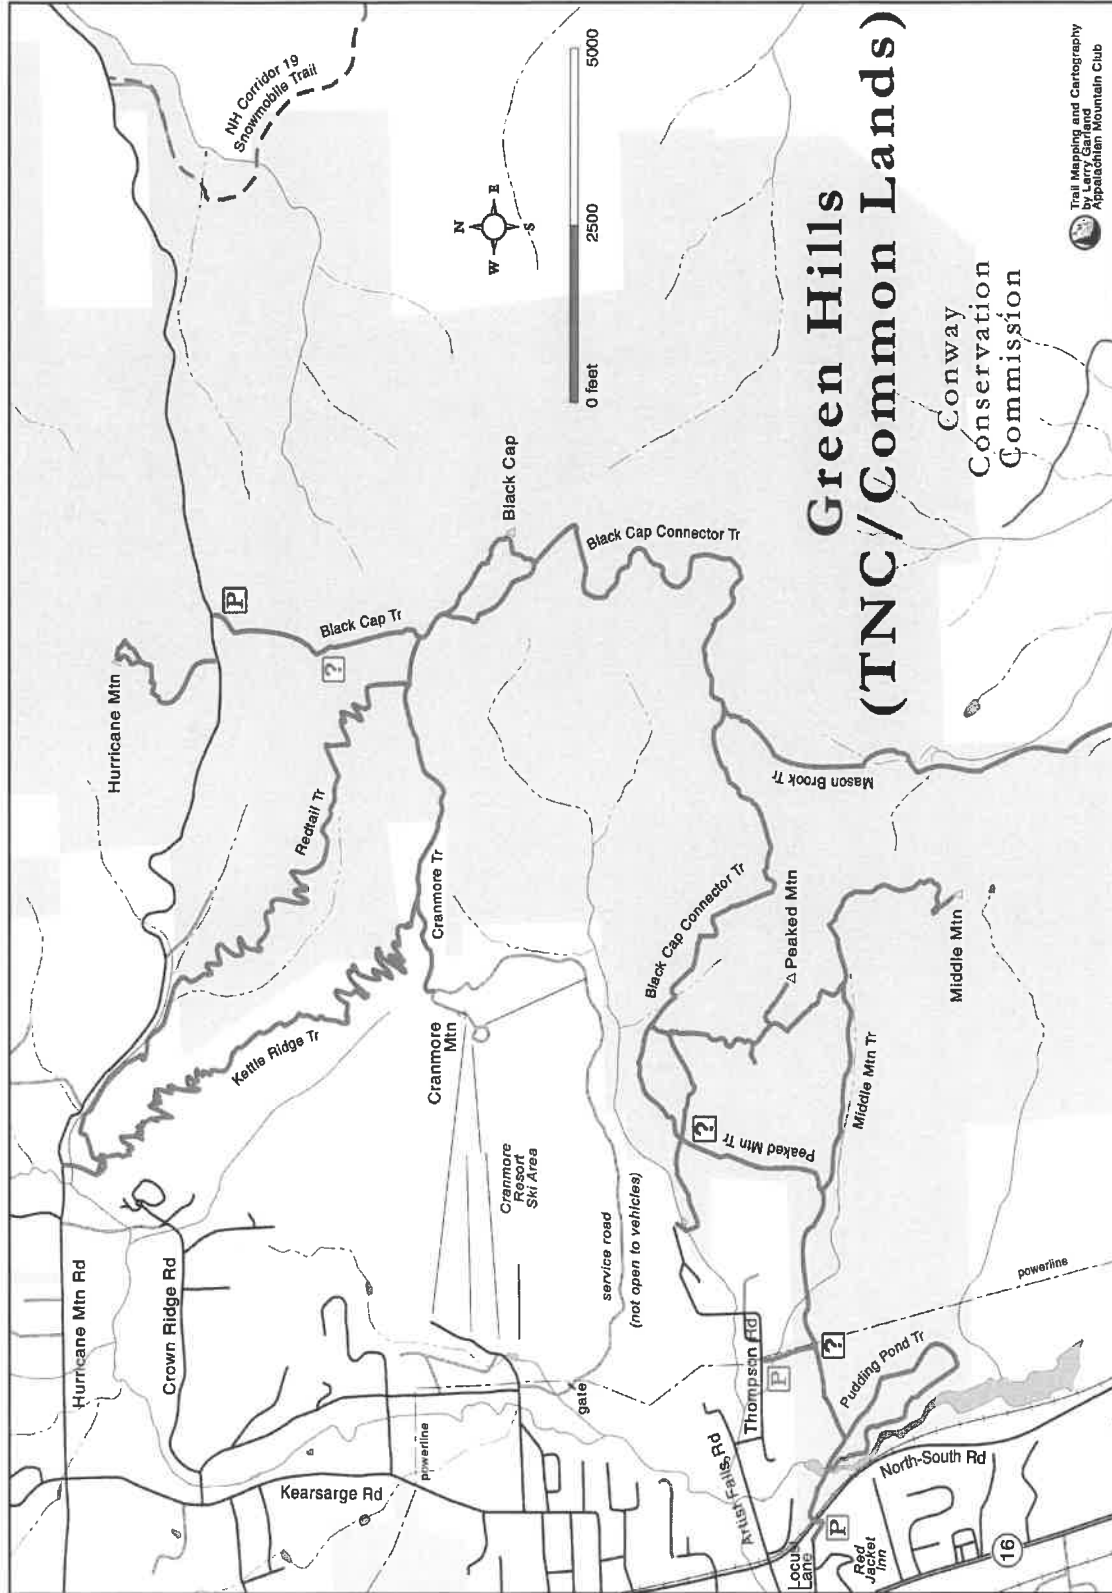 NH Corridor 19
Snowmobile Trail
N
W
E
S
0 feet
2500
5000
Green Hills
(TNC/Common Lands)
Conway
Conservation
Commission
Trail Mapping and Cartography
by Larry Garland
Appalachian Mountain Club
Hurricane Mtn
P
Black Cap Tr
?
Black Cap
Black Cap Connector Tr
Redtail Tr
Cranmore Tr
Kettle Ridge Tr
Cranmore
Mtn
Mason Brook Tr
Black Cap Connector Tr
Peaked Mtn
Middle Mtn
Middle Mtn Tr
Peaked Mtn Tr
?
Cranmore
Resort
Ski Area
service road
(not open to vehicles)
Hurricane Mtn Rd
Crown Ridge Rd
Kearsarge Rd
powerline
gate
Thompson Rd
P
?
powerline
Pudding Pond Tr
Artist Falls Rd
North-South Rd
Locust
Lane
P
Red
Jacket
Inn
16